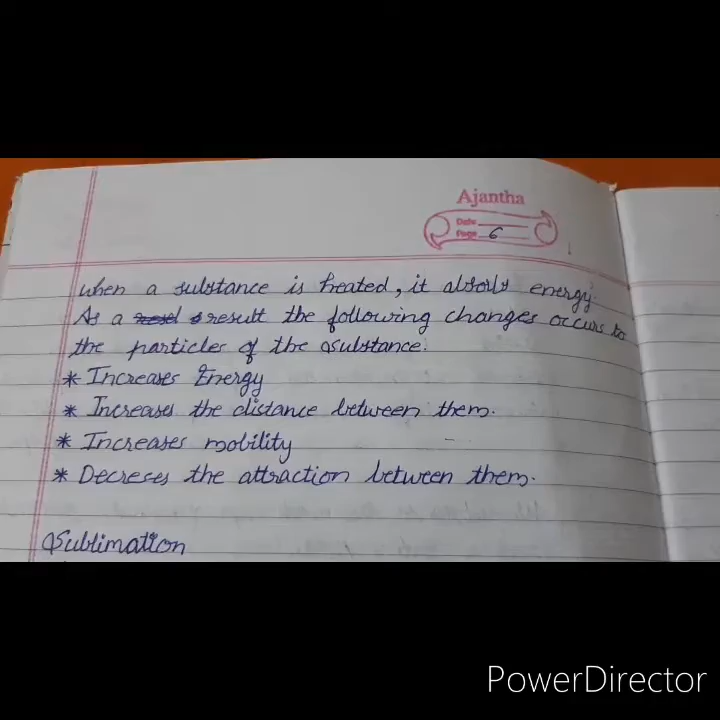 Ajantha
Date
Page 6
when a substance is heated, it absorbs energy.
As a result the following changes occurs to
the particles of the substance.
* Increases Energy
* Increases the distance between them.
* Increases mobility
* Decreses the attraction between them.
Sublimation
PowerDirector